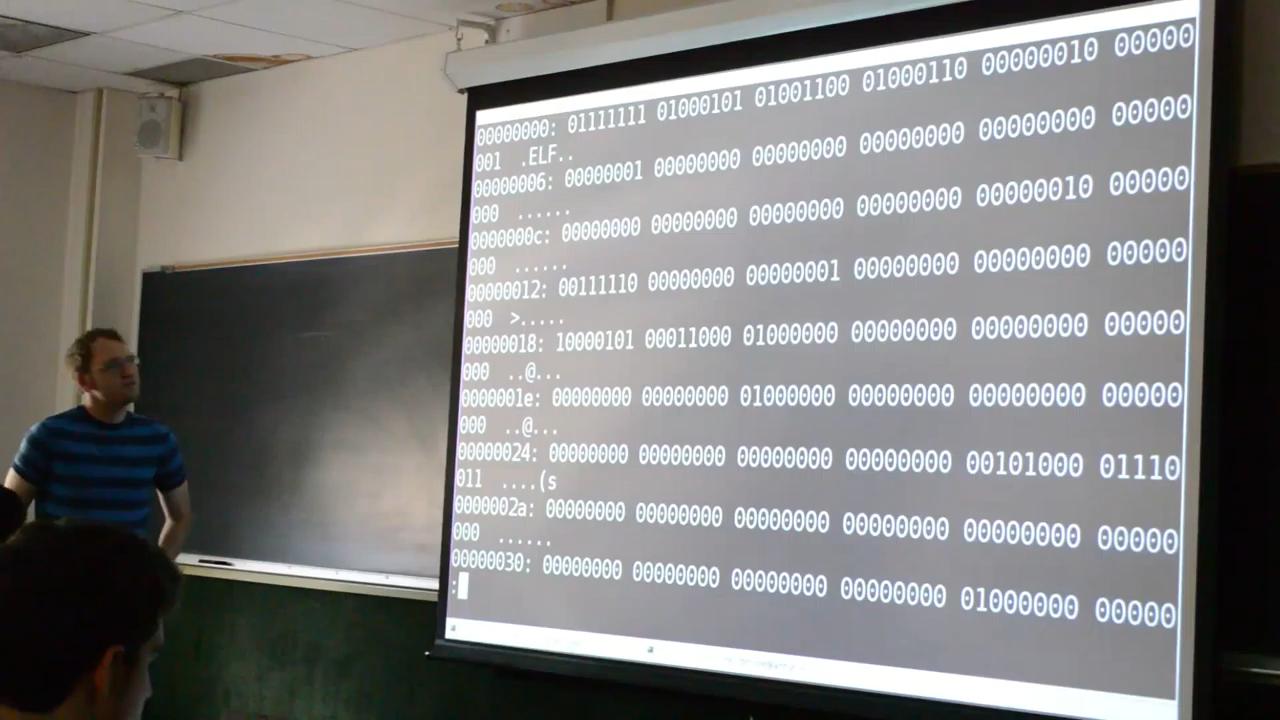 00000000: 01111111 01000101 01001100 01000110 00000010 00000
001  .ELF..
00000006: 00000001 00000000 00000000 00000000 00000000 00000
000  ......
0000000c: 00000000 00000000 00000000 00000000 00000010 00000
000  ......
00000012: 00111110 00000000 00000001 00000000 00000000 00000
000  >.....
00000018: 10000101 00011000 01000000 00000000 00000000 00000
000  ..@...
0000001e: 00000000 00000000 01000000 00000000 00000000 00000
000  ..@...
00000024: 00000000 00000000 00000000 00000000 00101000 01110
011  ....(s
0000002a: 00000000 00000000 00000000 00000000 00000000 00000
000  ......
00000030: 00000000 00000000 00000000 00000000 01000000 00000
: